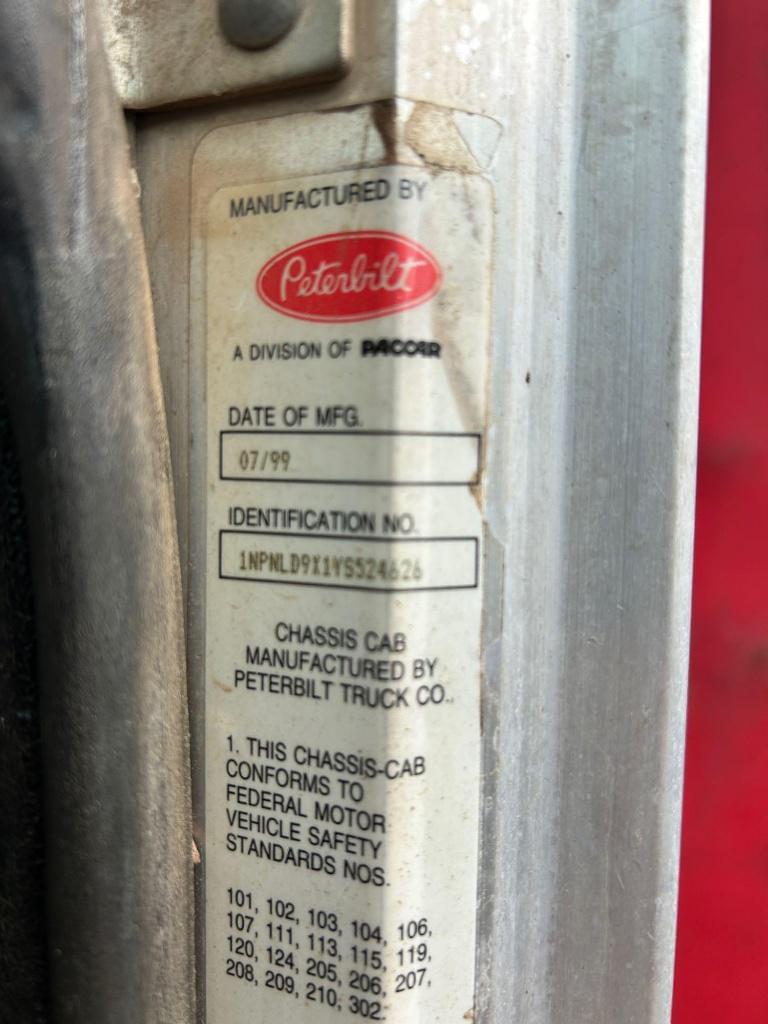 MANUFACTURED BY
Peterbilt
A DIVISION OF PACCAR
DATE OF MFG.
07/99
IDENTIFICATION NO.
1NPNLD9X1YS524626
CHASSIS CAB
MANUFACTURED BY
PETERBILT TRUCK CO..
1. THIS CHASSIS-CAB
CONFORMS TO
FEDERAL MOTOR
VEHICLE SAFETY
STANDARDS NOS.
101, 102, 103, 104, 106,
107, 111, 113, 115, 119,
120, 124, 205, 206, 207,
208, 209, 210, 302.